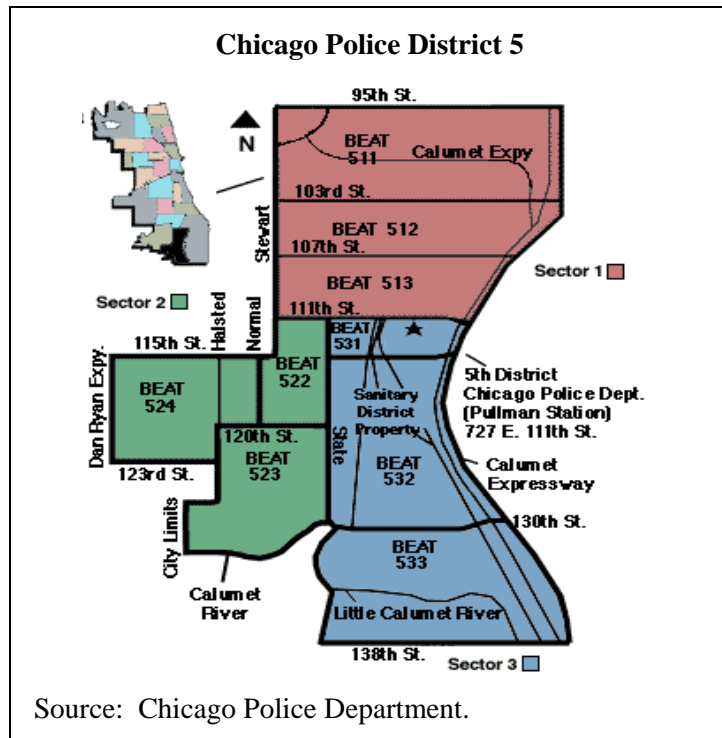 Chicago Police District 5
95th St.
N
BEAT
511
Calumet Expy
103rd St.
Stewart
BEAT 512
107th St.
Sector 1
BEAT 513
Sector 2
111th St.
Halsted
Normal
BEAT
531
115th St.
Dan Ryan Expy.
BEAT
522
5th District
Chicago Police Dept.
(Pullman Station)
727 E. 111th St.
BEAT
524
Sanitary
District
Property
120th St.
State
BEAT
523
BEAT
532
Calumet
Expressway
123rd St.
130th St.
City Limits
BEAT
533
Calumet
River
Little Calumet River
138th St.
Sector 3
Source: Chicago Police Department.